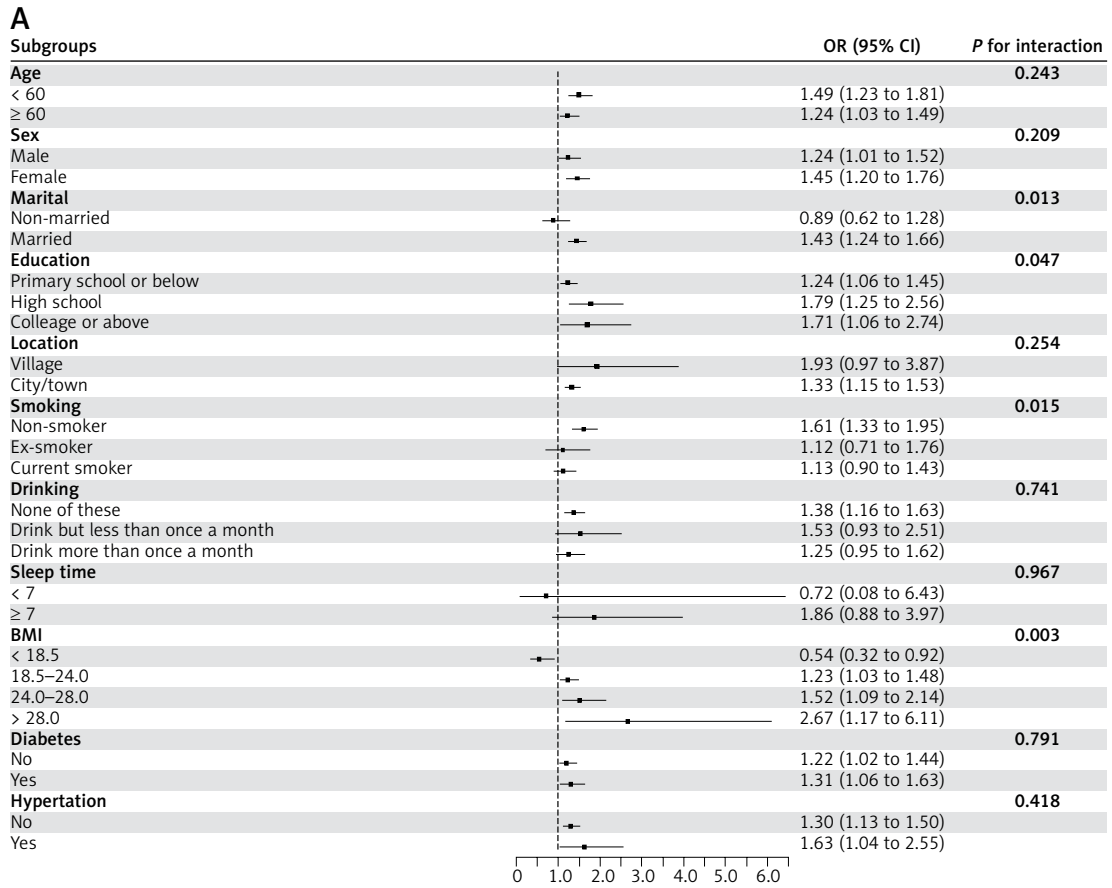 A
Subgroups OR (95% CI) P for interaction
Age 0.243
< 60 1.49 (1.23 to 1.81)
≥ 60 1.24 (1.03 to 1.49)
Sex 0.209
Male 1.24 (1.01 to 1.52)
Female 1.45 (1.20 to 1.76)
Marital 0.013
Non-married 0.89 (0.62 to 1.28)
Married 1.43 (1.24 to 1.66)
Education 0.047
Primary school or below 1.24 (1.06 to 1.45)
High school 1.79 (1.25 to 2.56)
Colleage or above 1.71 (1.06 to 2.74)
Location 0.254
Village 1.93 (0.97 to 3.87)
City/town 1.33 (1.15 to 1.53)
Smoking 0.015
Non-smoker 1.61 (1.33 to 1.95)
Ex-smoker 1.12 (0.71 to 1.76)
Current smoker 1.13 (0.90 to 1.43)
Drinking 0.741
None of these 1.38 (1.16 to 1.63)
Drink but less than once a month 1.53 (0.93 to 2.51)
Drink more than once a month 1.25 (0.95 to 1.62)
Sleep time 0.967
< 7 0.72 (0.08 to 6.43)
≥ 7 1.86 (0.88 to 3.97)
BMI 0.003
< 18.5 0.54 (0.32 to 0.92)
18.5–24.0 1.23 (1.03 to 1.48)
24.0–28.0 1.52 (1.09 to 2.14)
> 28.0 2.67 (1.17 to 6.11)
Diabetes 0.791
No 1.22 (1.02 to 1.44)
Yes 1.31 (1.06 to 1.63)
Hypertation 0.418
No 1.30 (1.13 to 1.50)
Yes 1.63 (1.04 to 2.55)
0 1.0 2.0 3.0 4.0 5.0 6.0